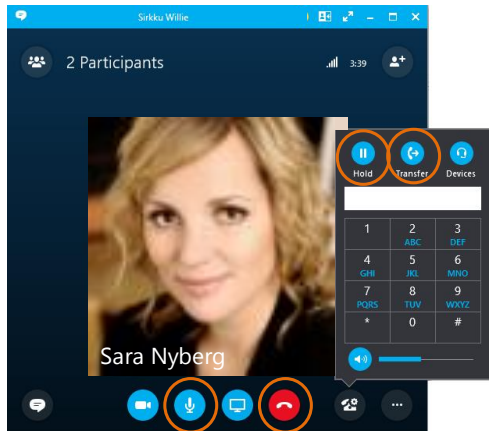 Sirkku Willie
2 Participants
3:39
Hold Transfer Devices
1 2 3
ABC DEF
4 5 6
GHI JKL MNO
7 8 9
PQRS TUV WXYZ
* 0 #
Sara Nyberg